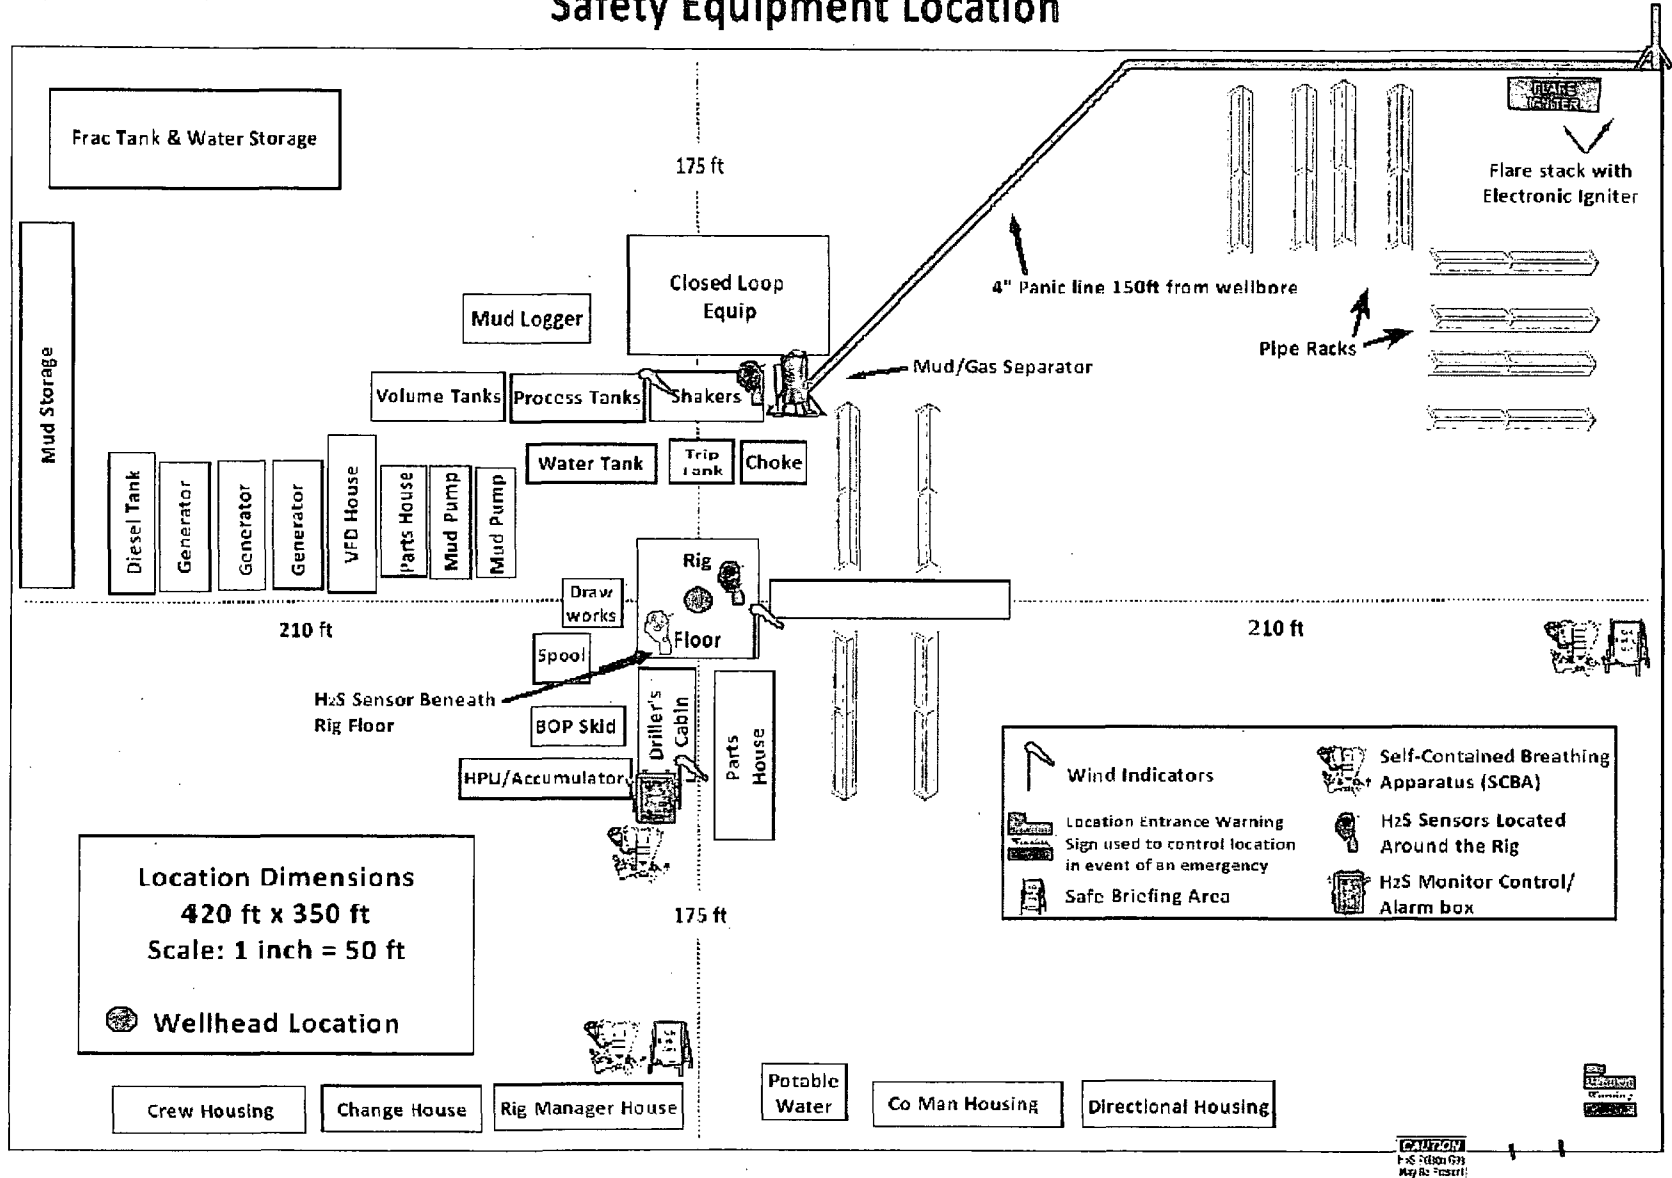 Safety Equipment Location
FLARE
IGNITER
Frac Tank & Water Storage
175 ft
Flare stack with
Electronic Igniter
Closed Loop
Equip
4" Panic line 150ft from wellbore
Mud Logger
Pipe Racks
Mud/Gas Separator
Mud Storage
Volume Tanks
Process Tanks
Shakers
Water Tank
Trip
Tank
Choke
Diesel Tank
Generator
Generator
Generator
VFD House
Parts House
Mud Pump
Mud Pump
Rig
Floor
Draw
works
210 ft
210 ft
Spool
H2S Sensor Beneath
Rig Floor
BOP Skid
Driller's
Cabin
Parts
House
HPU/Accumulator
Wind Indicators
Self-Contained Breathing
Apparatus (SCBA)
Location Entrance Warning
Sign used to control location
in event of an emergency
H2S Sensors Located
Around the Rig
Safe Briefing Area
H2S Monitor Control/
Alarm box
Location Dimensions
420 ft x 350 ft
Scale: 1 inch = 50 ft
Wellhead Location
175 ft
Crew Housing
Change House
Rig Manager House
Potable
Water
Co Man Housing
Directional Housing
Warning
CAUTION